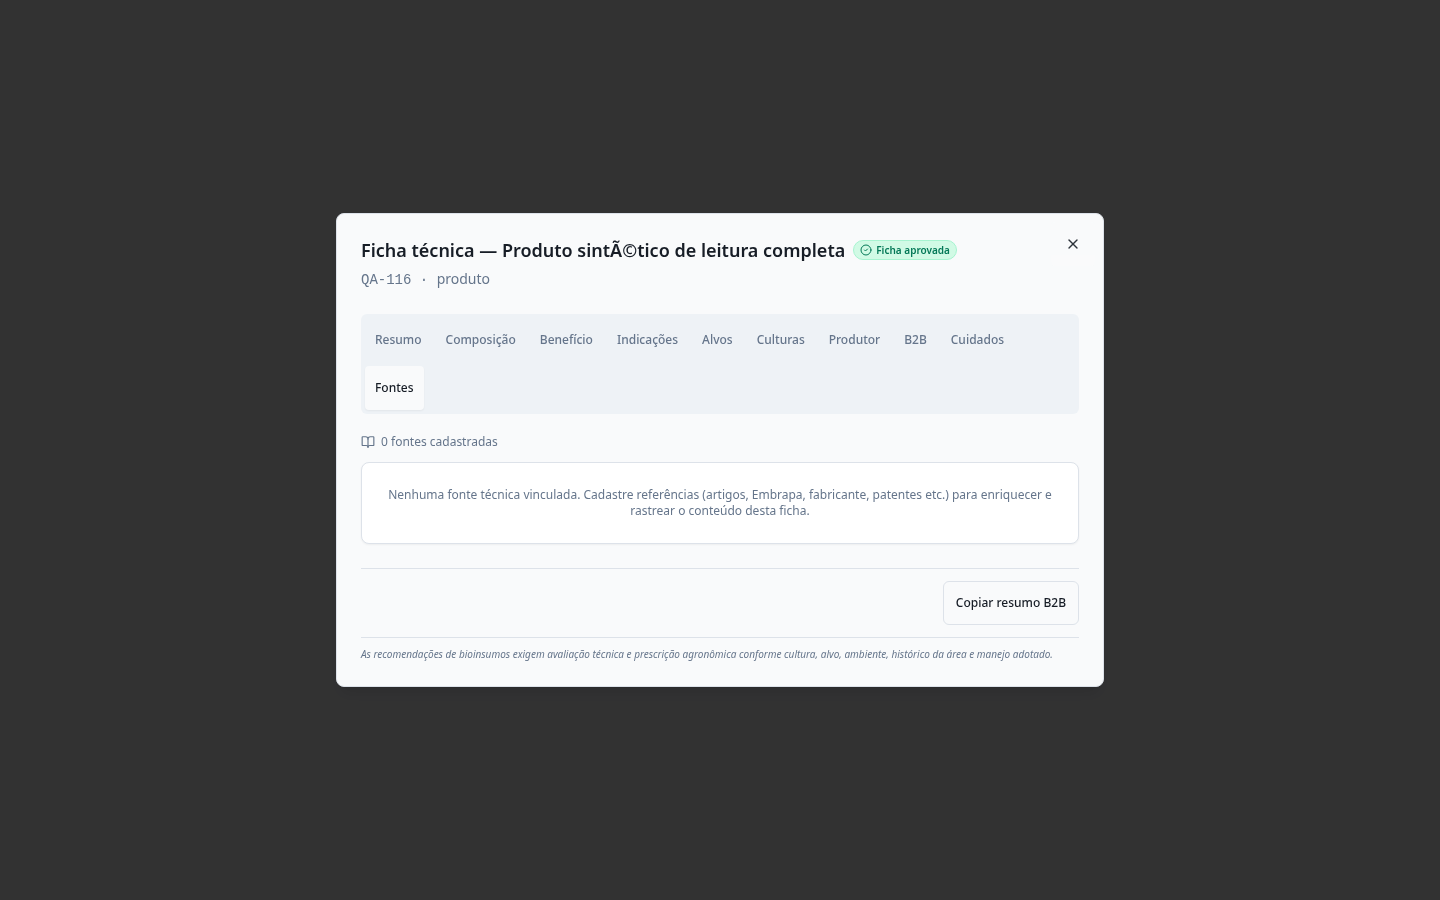 Ficha técnica — Produto sintÃ©tico de leitura completa
Ficha aprovada
QA-116 · produto
Resumo Composição Benefício Indicações Alvos Culturas Produtor B2B Cuidados
Fontes
0 fontes cadastradas
Nenhuma fonte técnica vinculada. Cadastre referências (artigos, Embrapa, fabricante, patentes etc.) para enriquecer e
rastrear o conteúdo desta ficha.
Copiar resumo B2B
As recomendações de bioinsumos exigem avaliação técnica e prescrição agronômica conforme cultura, alvo, ambiente, histórico da área e manejo adotado.